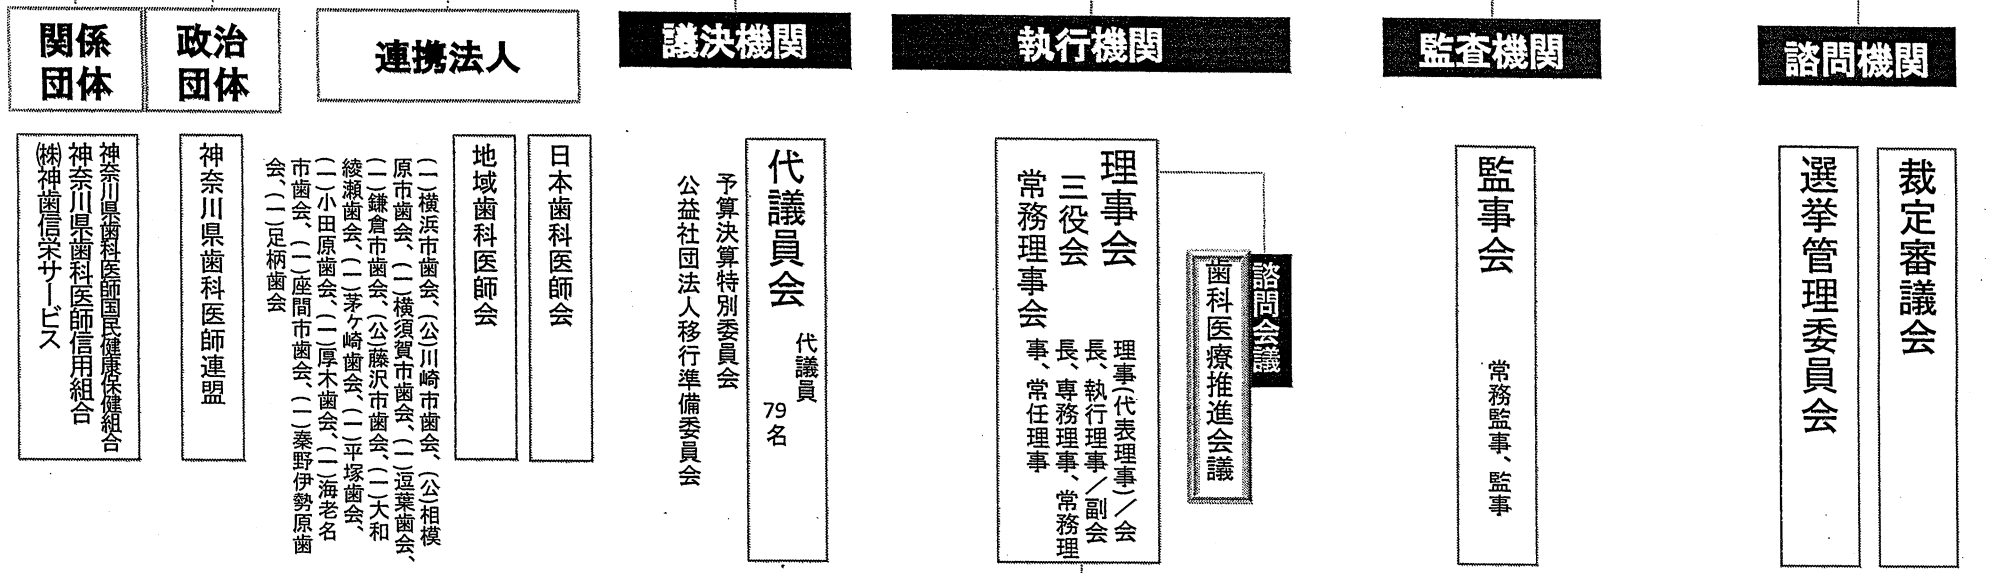 関係
団体
政治
団体
連携法人
議決機関
執行機関
監査機関
諮問機関
裁定審議会
選挙管理委員会
監事会
常務監事、監事
諮問会議
歯科医療推進会議
理事会
三役会
常務理事会
理事(代表理事)／会
長、執行理事／副会
長、専務理事、常務理
事、常任理事
代議員会
代議員
79名
予算決算特別委員会
公益社団法人移行準備委員会
日本歯科医師会
地域歯科医師会
(一)横浜市歯会、(公)川崎市歯会、(公)相模
原市歯会、(一)横須賀市歯会、(一)逗葉歯会、
(一)鎌倉市歯会、(公)藤沢市歯会、(一)大和
綾瀬歯会、(一)茅ケ崎歯会、(一)平塚歯会、
(一)小田原歯会、(一)厚木歯会、(一)海老名
市歯会、(一)座間市歯会、(一)秦野伊勢原歯
会、(一)足柄歯会
神奈川県歯科医師連盟
神奈川県歯科医師国民健康保健組合
神奈川県歯科医師信用組合
㈱神歯信栄サービス